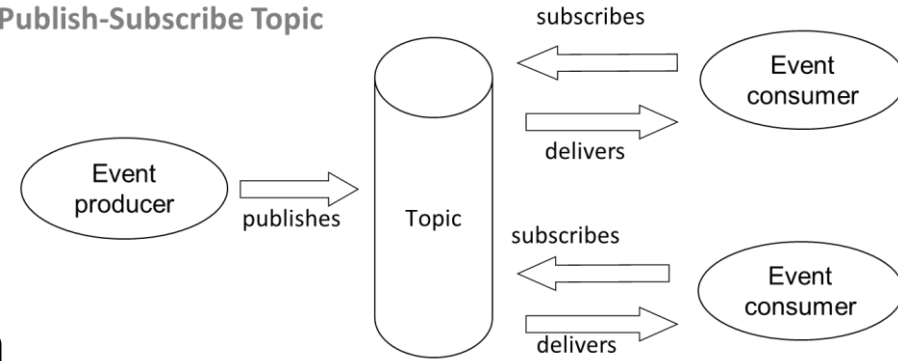 Publish-Subscribe Topic
subscribes
Event
consumer
delivers
Event
producer
publishes
Topic
subscribes
Event
consumer
delivers